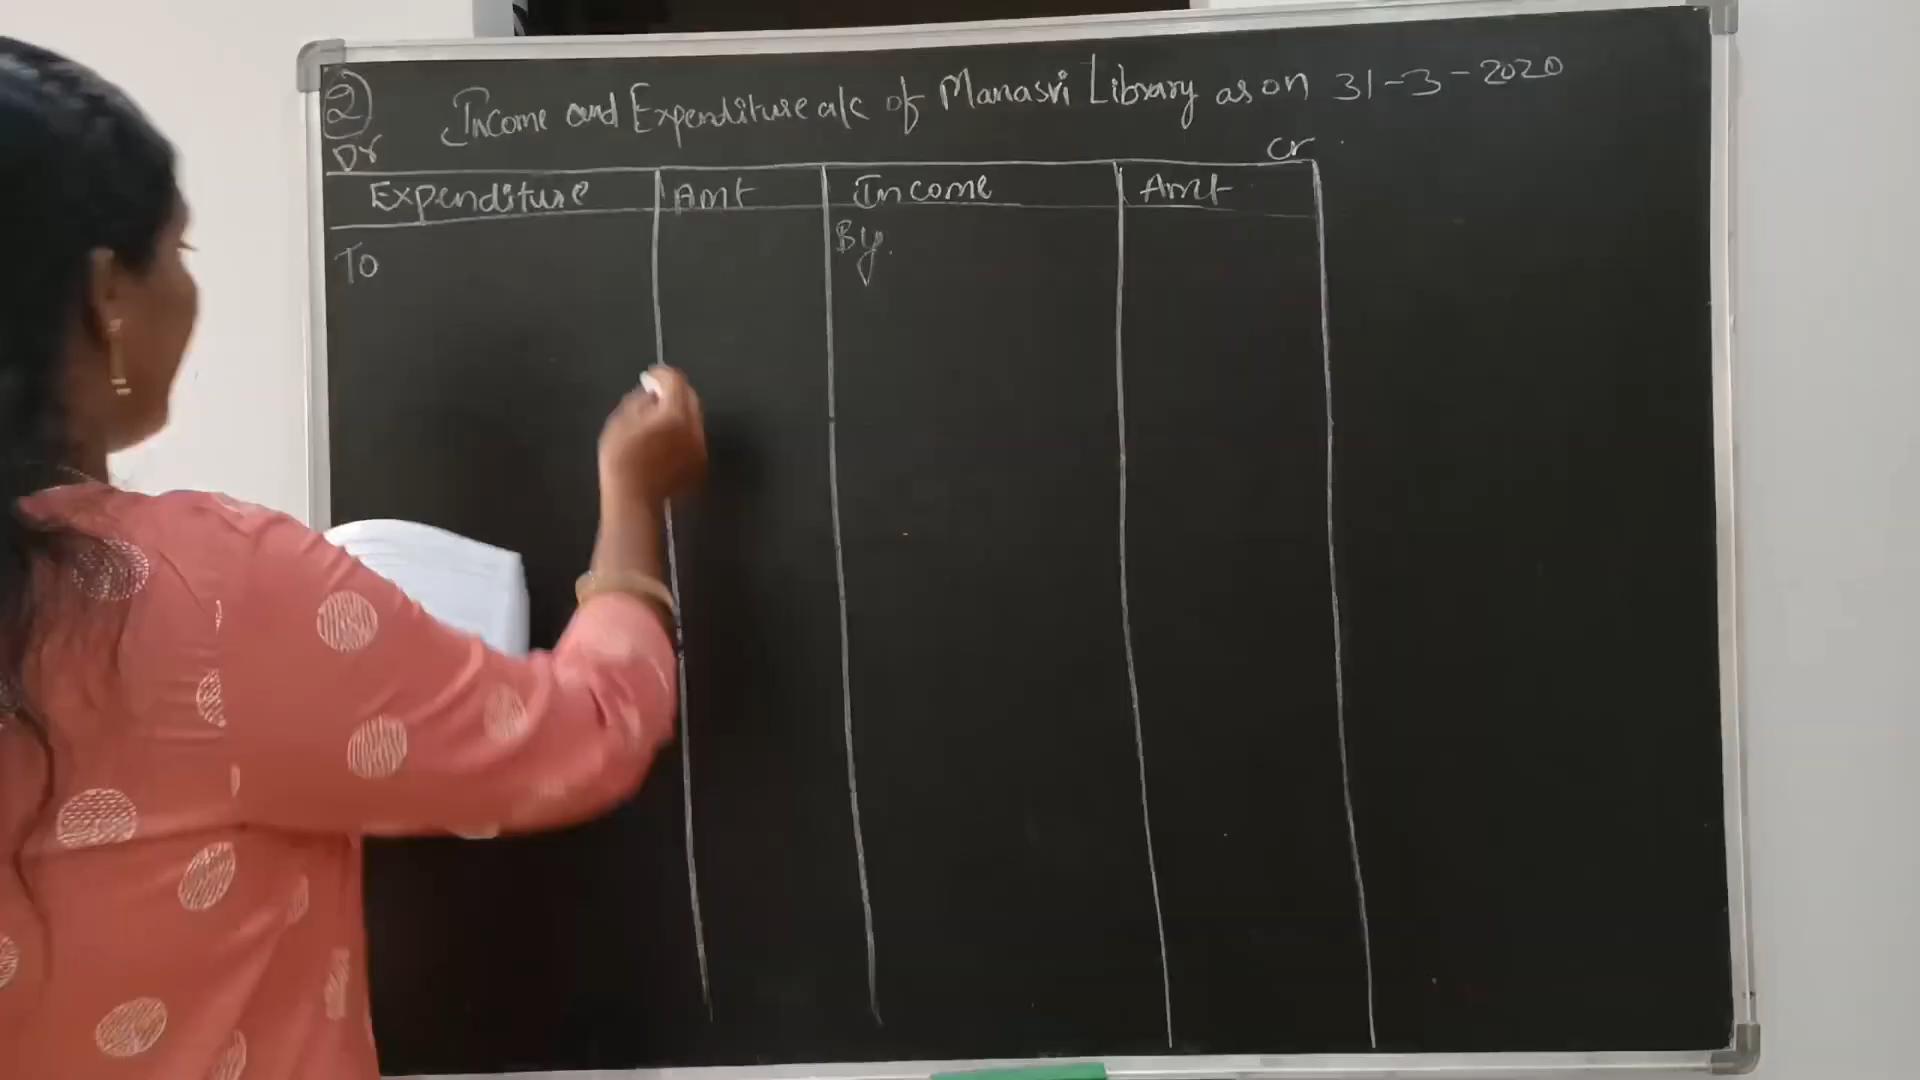 2
Income and Expenditure a/c of Manasvi Library as on 31-3-2020
Dr
Cr
Expenditure Amt Income Amt
To By